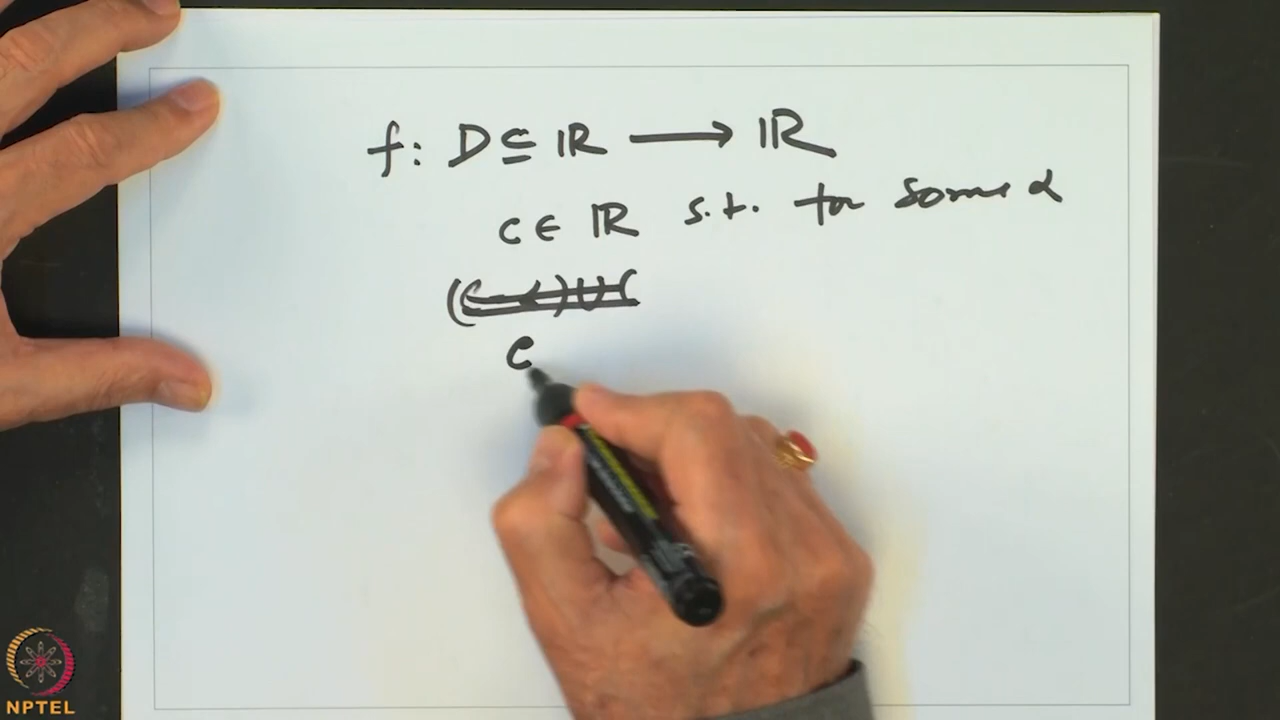 f: D ⊆ ℝ ⟶ ℝ
c ∈ ℝ s.t. for some α
c
NPTEL